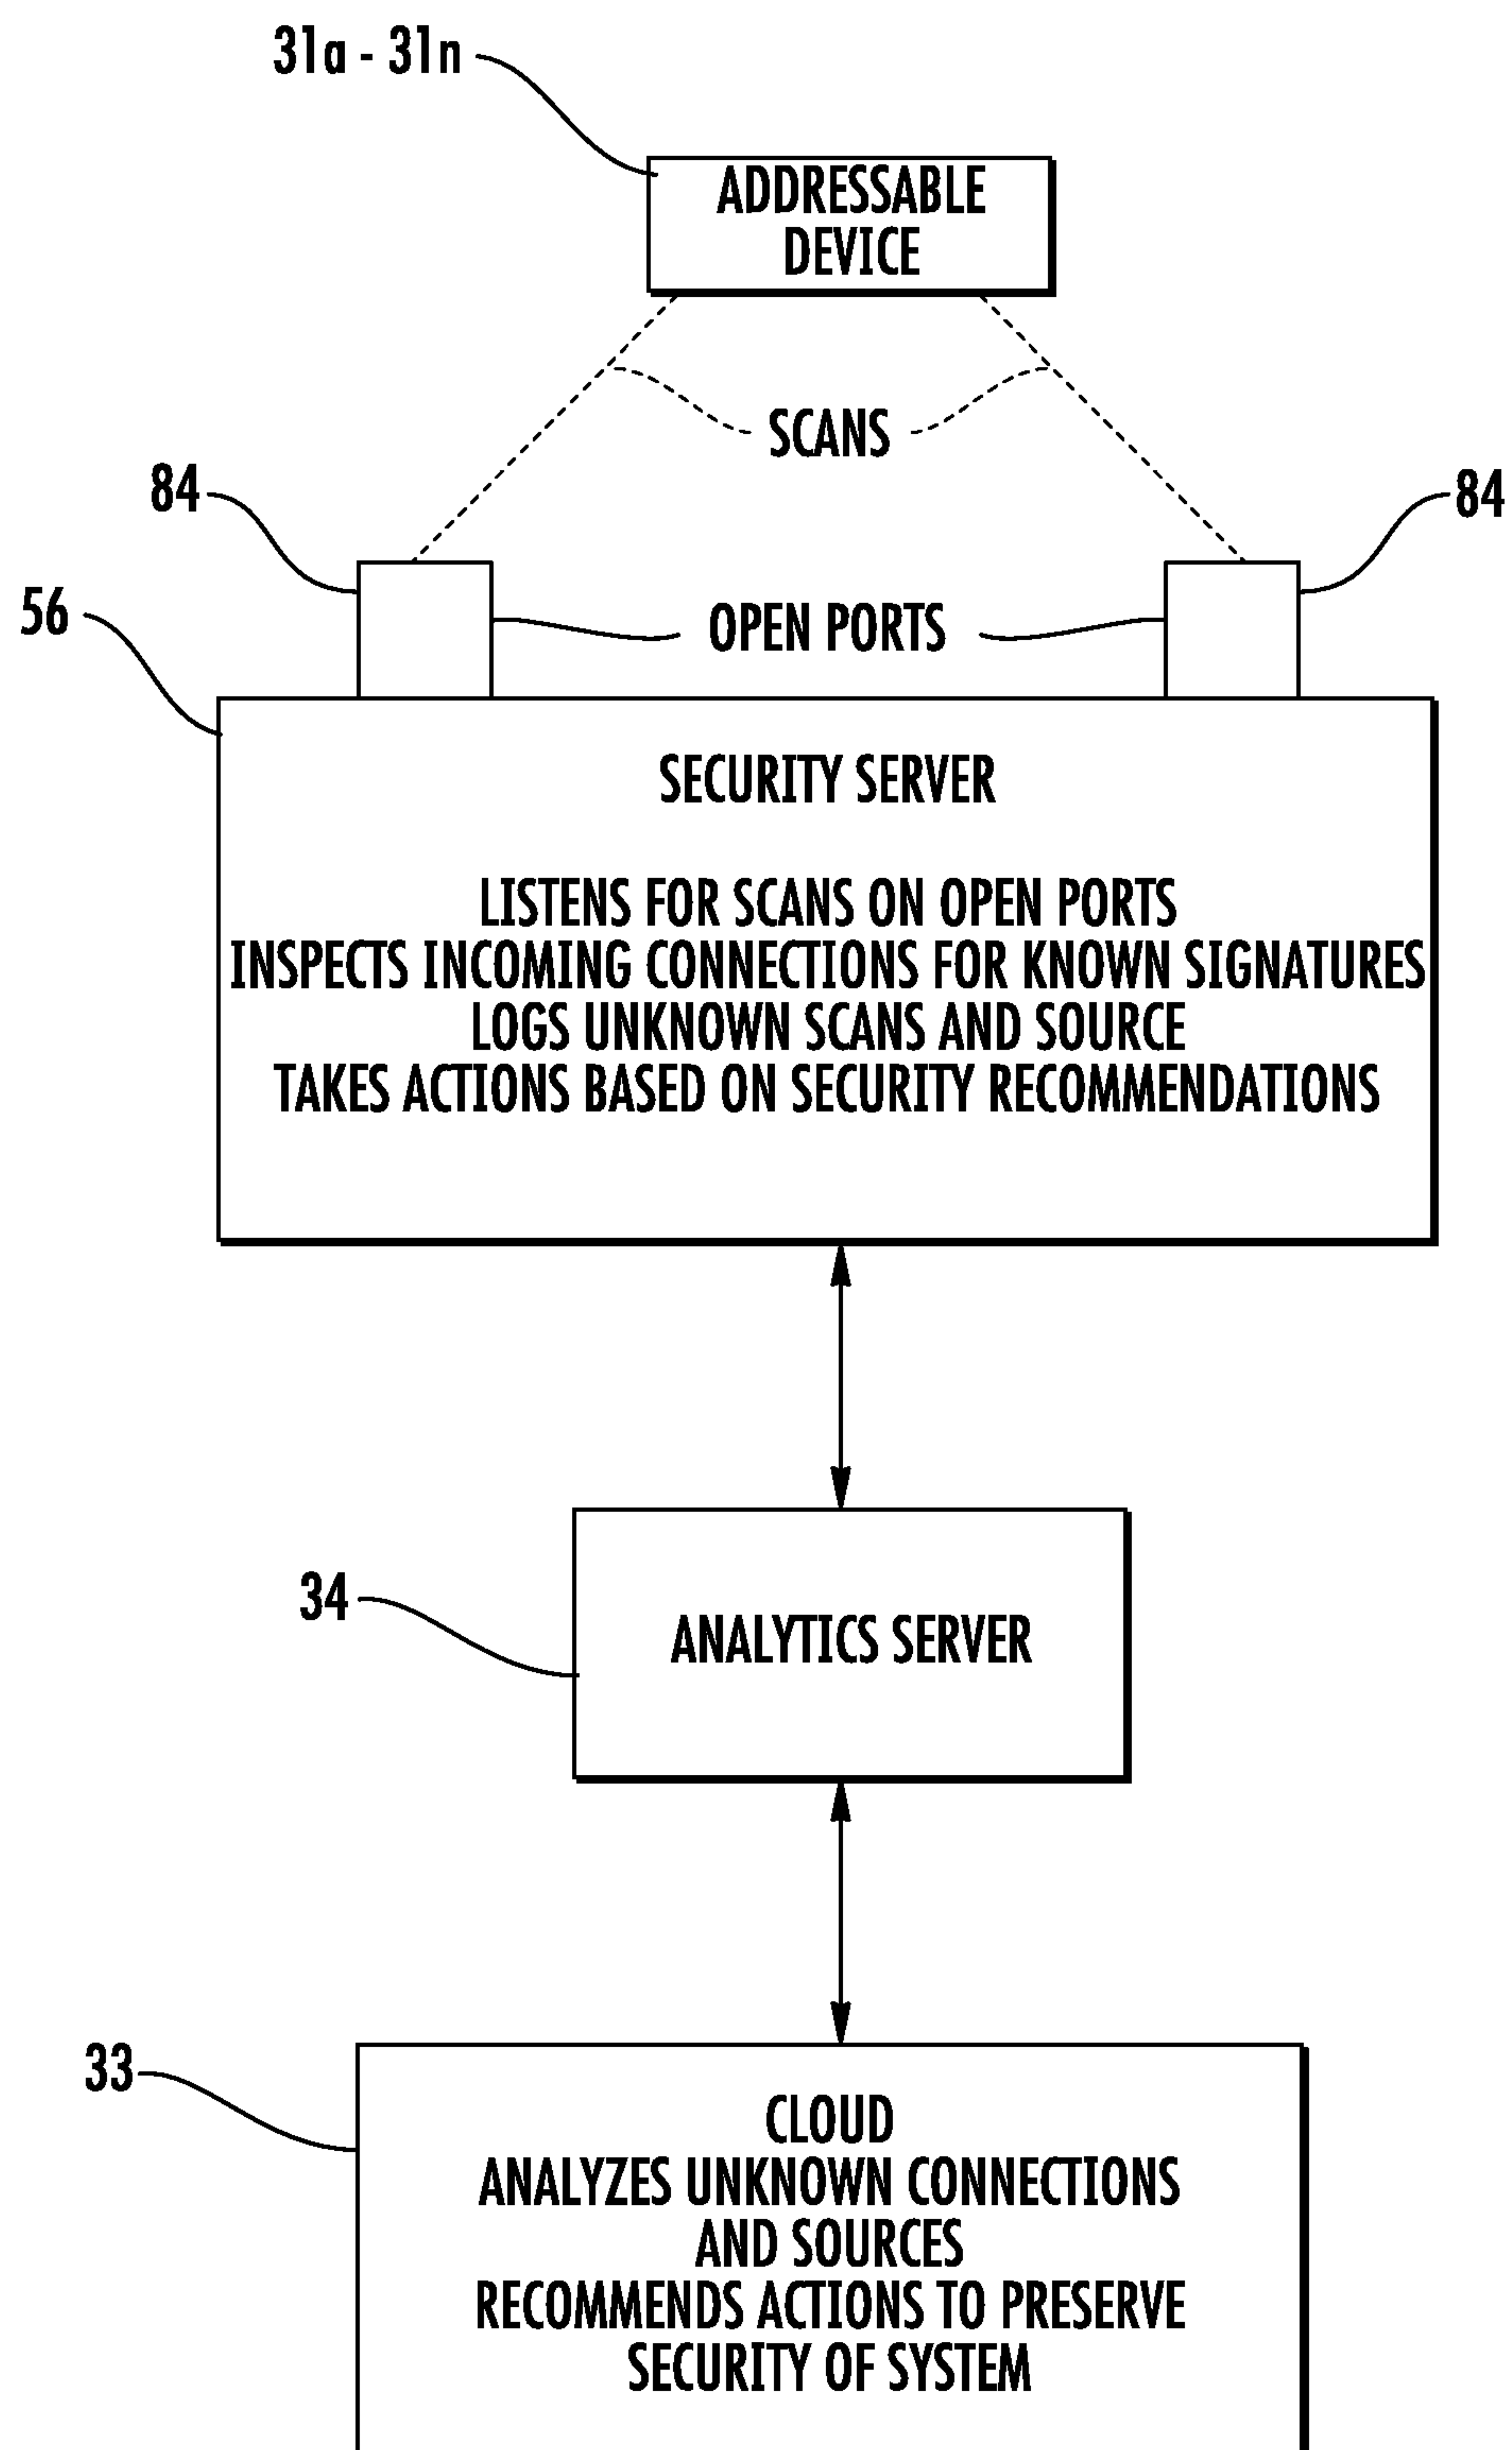 31a - 31n
ADDRESSABLE
DEVICE
SCANS
84
84
56
OPEN PORTS
SECURITY SERVER
LISTENS FOR SCANS ON OPEN PORTS
INSPECTS INCOMING CONNECTIONS FOR KNOWN SIGNATURES
LOGS UNKNOWN SCANS AND SOURCE
TAKES ACTIONS BASED ON SECURITY RECOMMENDATIONS
34
ANALYTICS SERVER
33
CLOUD
ANALYZES UNKNOWN CONNECTIONS
AND SOURCES
RECOMMENDS ACTIONS TO PRESERVE
SECURITY OF SYSTEM